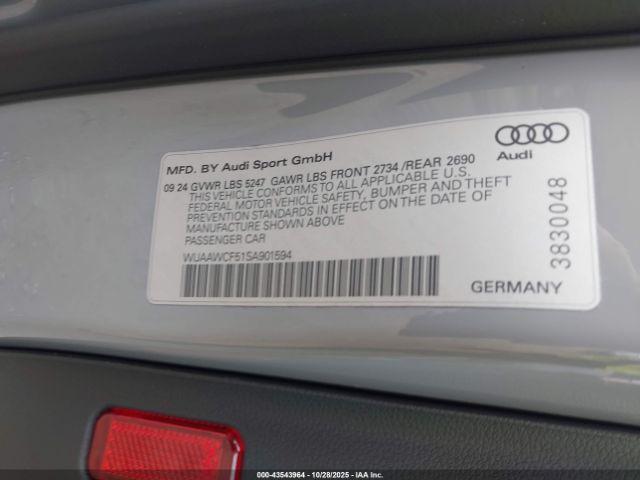 MFD. BY Audi Sport GmbH
09 24 GVWR LBS 5247 GAWR LBS FRONT 2734 /REAR 2690
THIS VEHICLE CONFORMS TO ALL APPLICABLE U.S.
FEDERAL MOTOR VEHICLE SAFETY, BUMPER AND THEFT
PREVENTION STANDARDS IN EFFECT ON THE DATE OF
MANUFACTURE SHOWN ABOVE
PASSENGER CAR
WUAAWCF51SA901594
Audi
3830048
GERMANY
© 43543964 | 10/28/2025 | IAA INC.